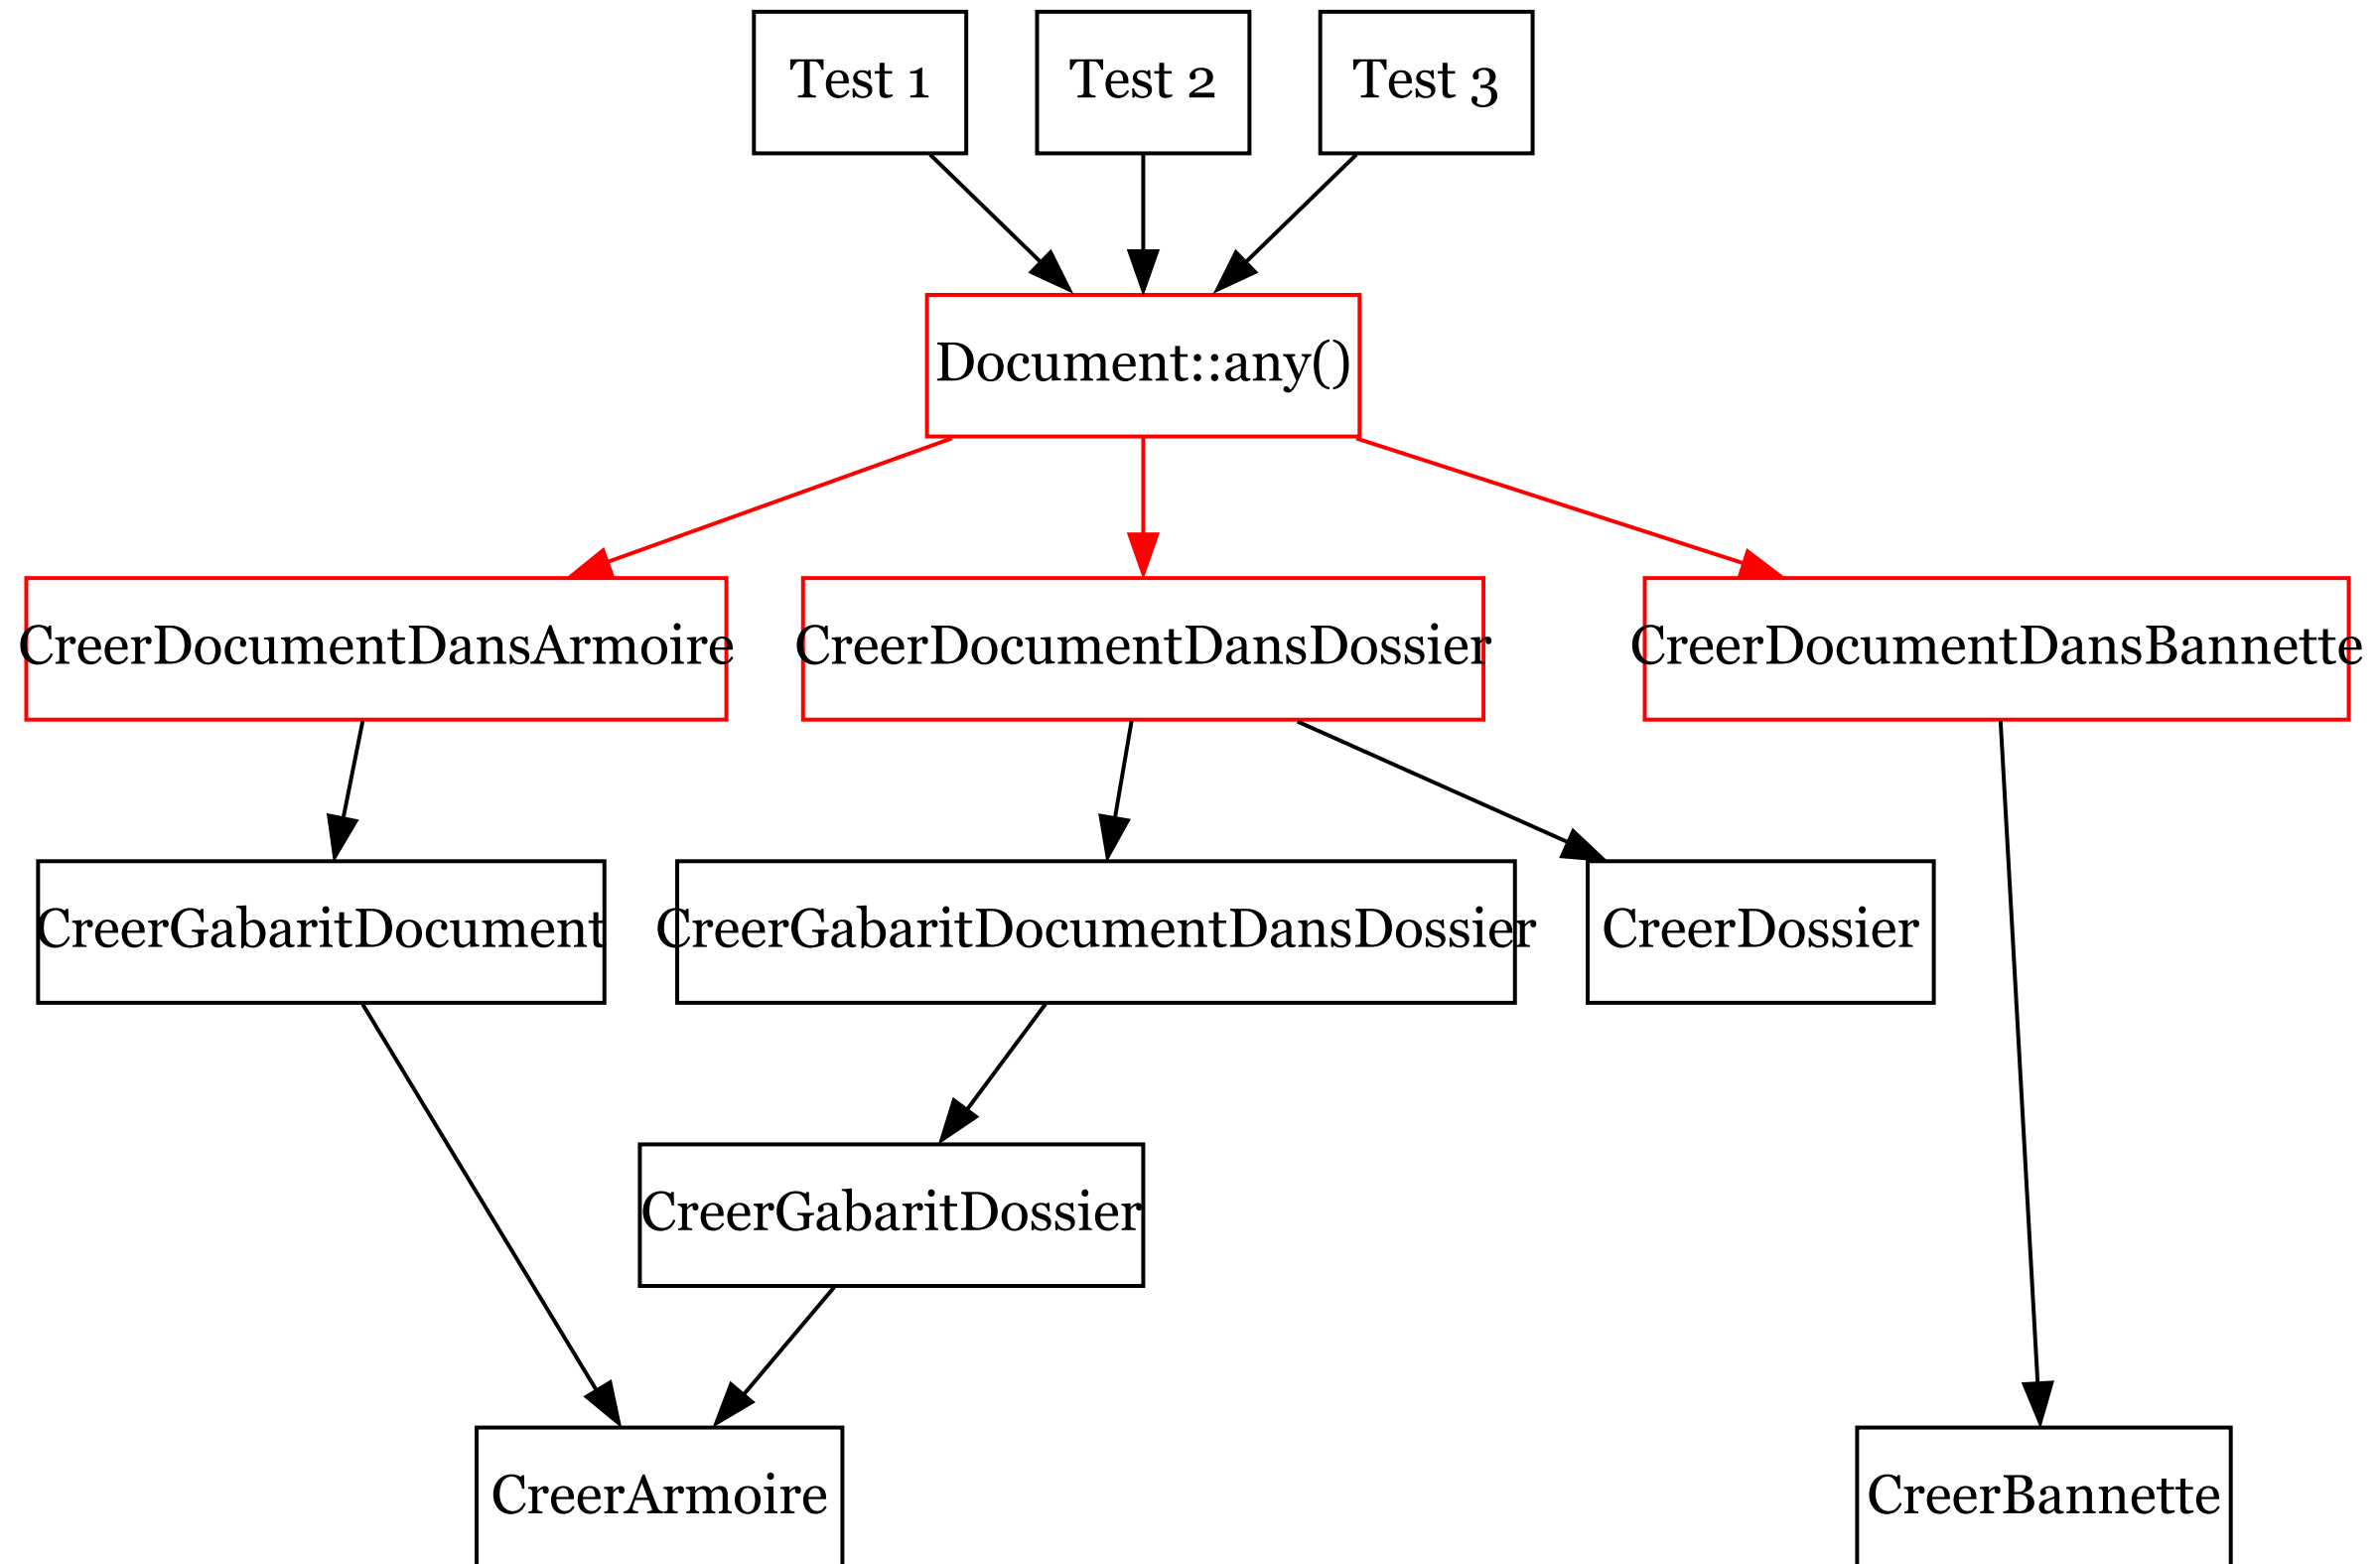 Test 1
Test 2
Test 3
Document::any()
CreerDocumentDansArmoire
CreerDocumentDansDossier
CreerDocumentDansBannette
CreerGabaritDocument
CreerGabaritDocumentDansDossier
CreerDossier
CreerGabaritDossier
CreerArmoire
CreerBannette